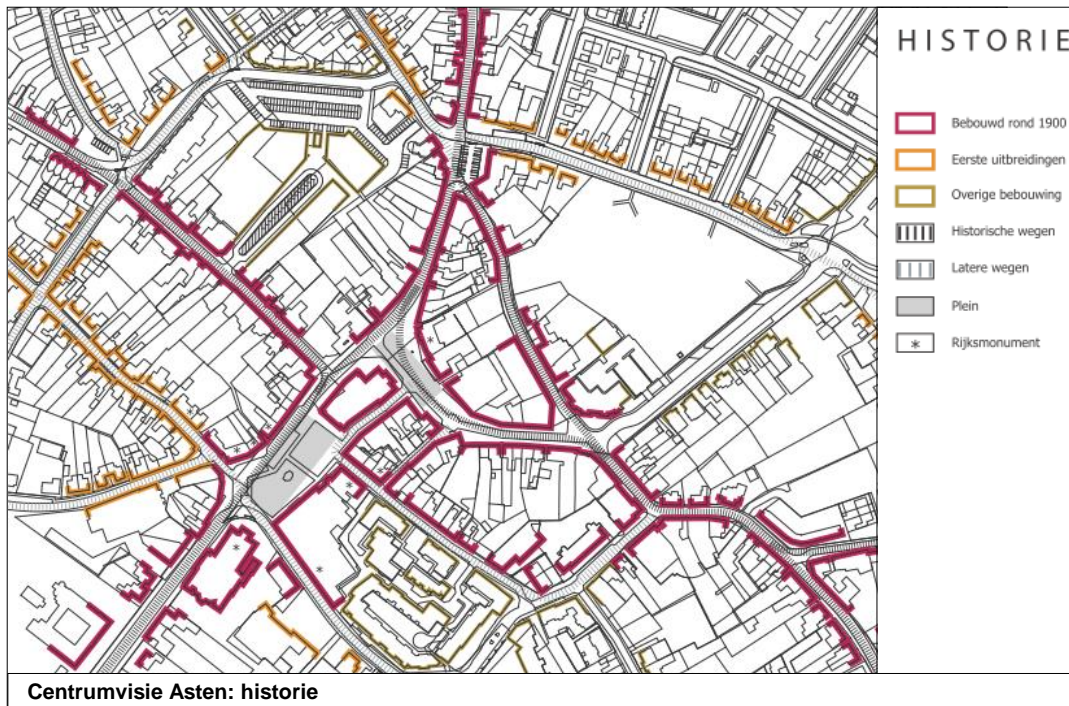 HISTORIE
Bebouwd rond 1900
Eerste uitbreidingen
Overige bebouwing
Historische wegen
Latere wegen
Plein
* Rijksmonument
Centrumvisie Asten: historie